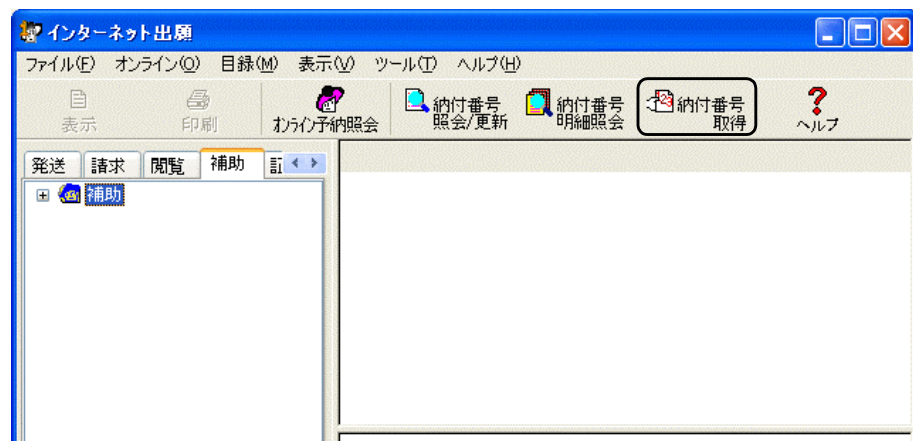 インターネット出願
ファイル(F) オンライン(O) 目録(M) 表示(V) ツール(T) ヘルプ(H)
表示
印刷
オンライン予納照会
納付番号
照会/更新
納付番号
明細照会
納付番号
取得
ヘルプ
発送 請求 閲覧 補助
補助